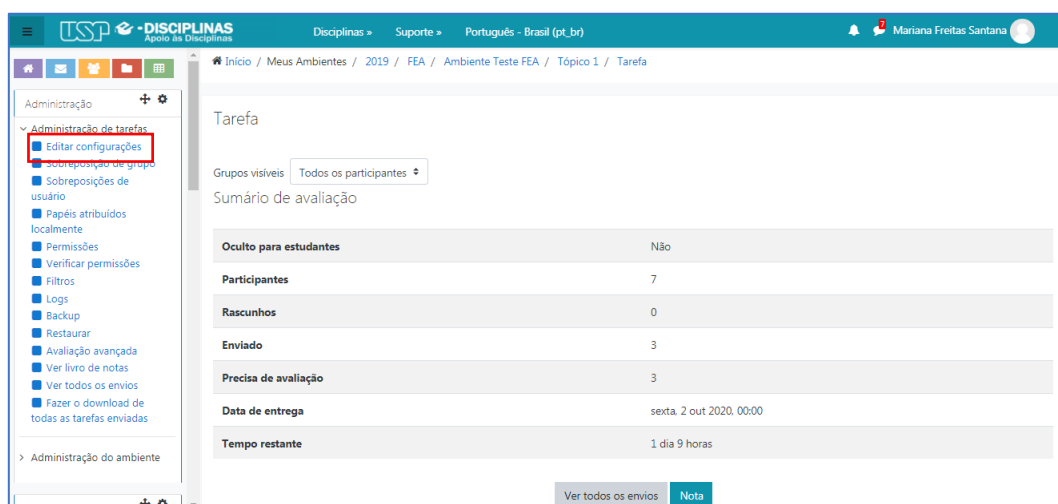 USP e-DISCIPLINAS
Apoio às Disciplinas
Disciplinas » Suporte » Português - Brasil (pt_br)
7 Mariana Freitas Santana
Início / Meus Ambientes / 2019 / FEA / Ambiente Teste FEA / Tópico 1 / Tarefa
Administração
Administração de tarefas
Editar configurações
Sobreposição de grupo
Sobreposições de
usuário
Papéis atribuídos
localmente
Permissões
Verificar permissões
Filtros
Logs
Backup
Restaurar
Avaliação avançada
Ver livro de notas
Ver todos os envios
Fazer o download de
todas as tarefas enviadas
Administração do ambiente
Tarefa
Grupos visíveis Todos os participantes
Sumário de avaliação
Oculto para estudantes Não
Participantes 7
Rascunhos 0
Enviado 3
Precisa de avaliação 3
Data de entrega sexta, 2 out 2020, 00:00
Tempo restante 1 dia 9 horas
Ver todos os envios Nota